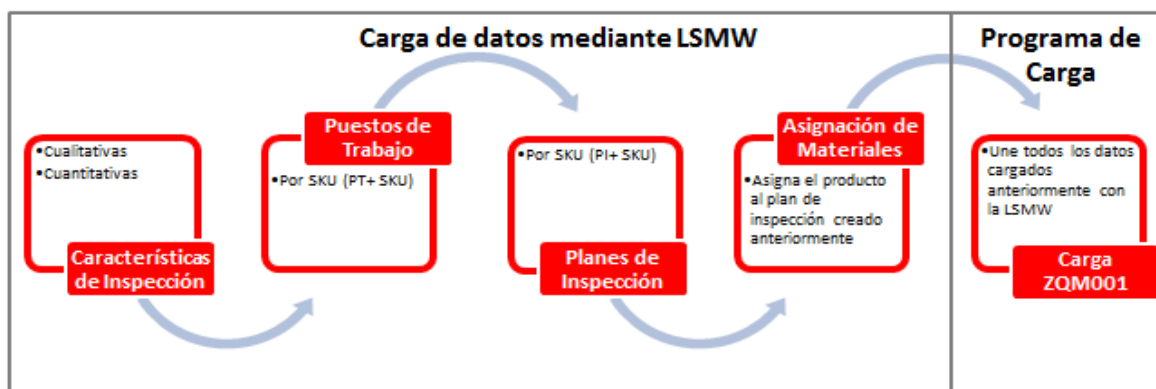 Carga de datos mediante LSMW
Programa de
Carga
•Cualitativas
•Cuantitativas
Características
de Inspección
Puestos de
Trabajo
•Por SKU (PT+ SKU)
•Por SKU (PI+ SKU)
Planes de
Inspección
Asignación de
Materiales
•Asigna el producto
al plan de
inspección creado
anteriormente
•Une todos los datos
cargados
anteriormente con
la LSMW
Carga
ZQM001